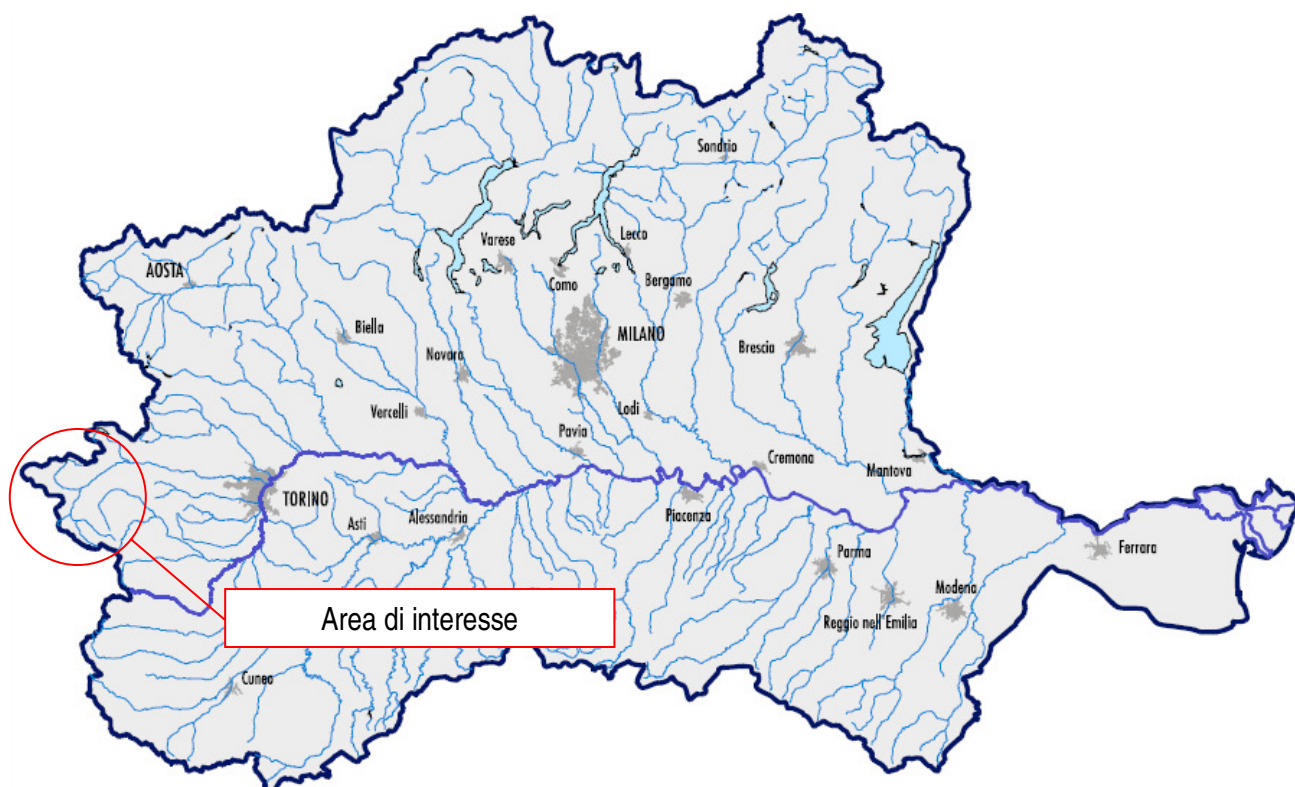 Sondrio
Varese
Lecco
AOSTA
Como
Bergamo
Biella
MILANO
Novara
Brescia
Vercelli
Lodi
Pavia
Cremona
Mantova
TORINO
Asti
Alessandria
Piacenza
Ferrara
Parma
Modena
Area di interesse
Reggio nell'Emilia
Cuneo